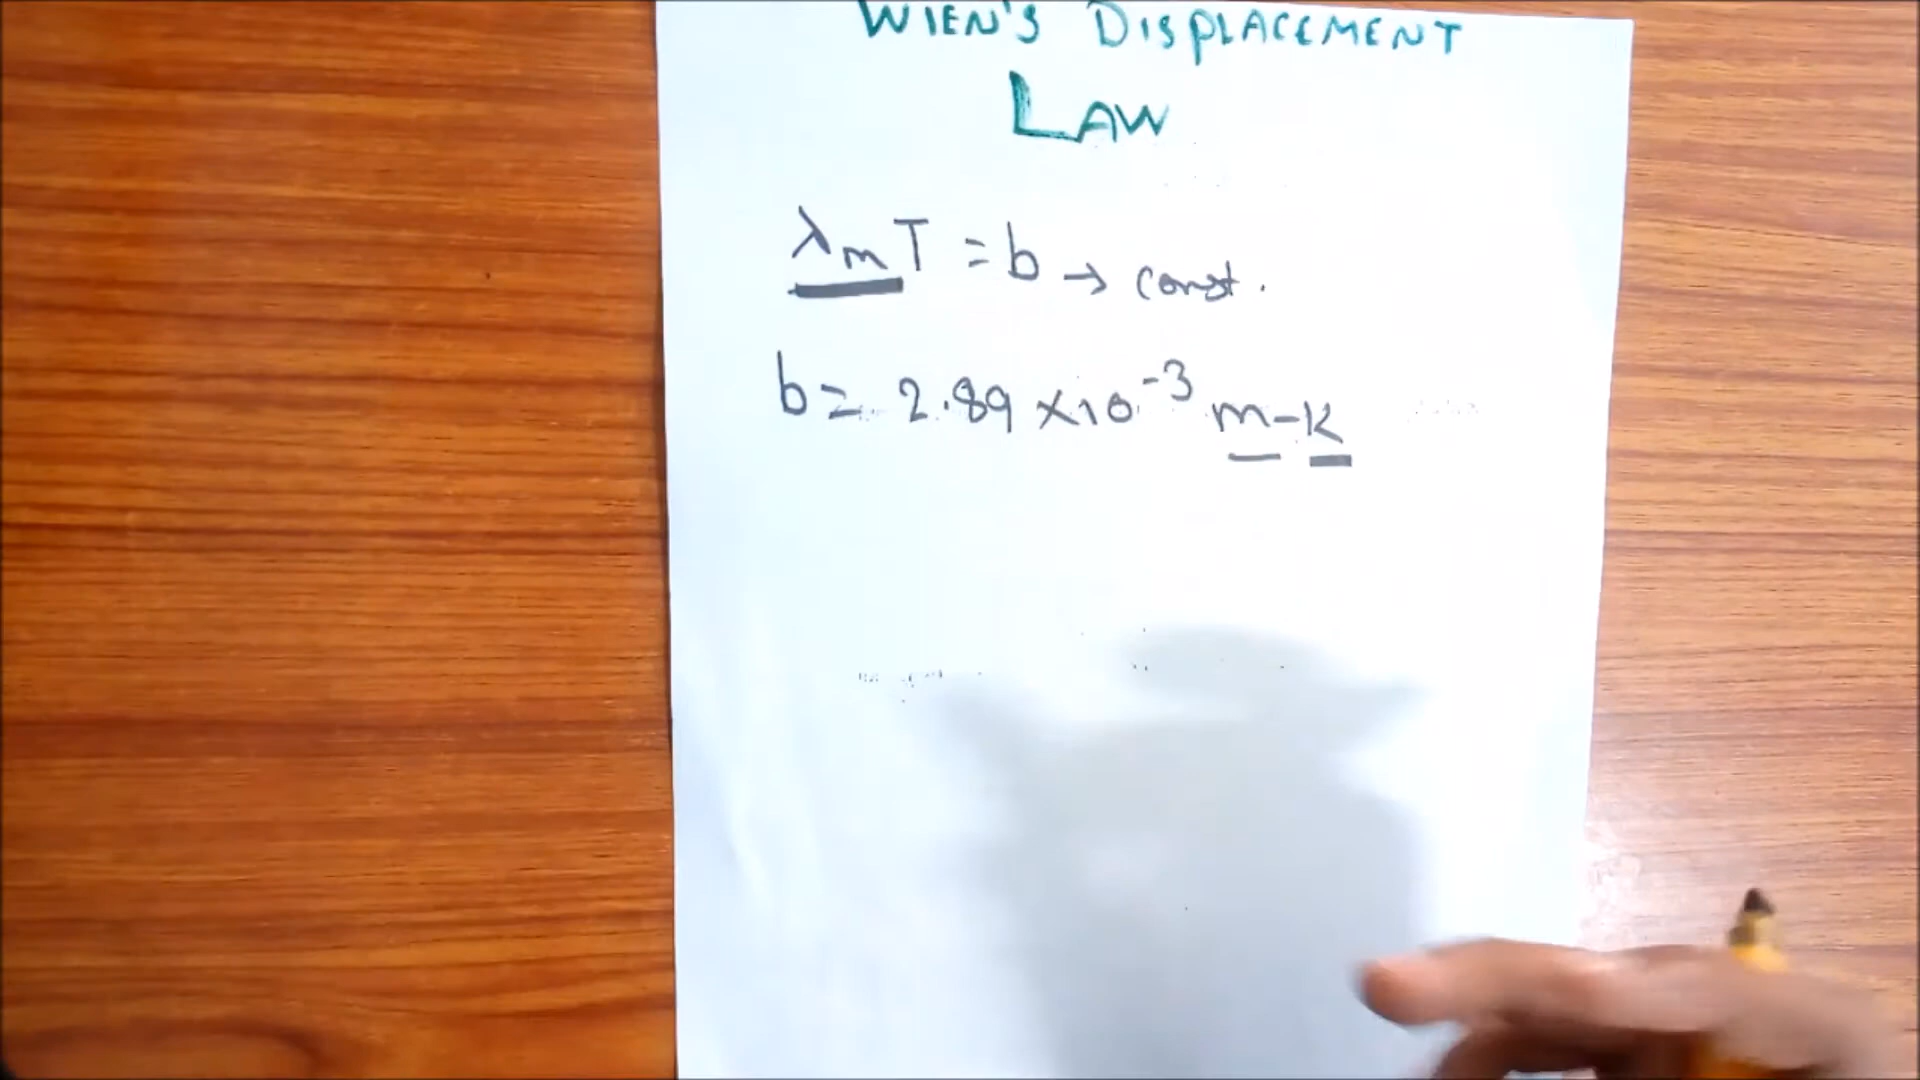 WIEN'S DISPLACEMENT
LAW
λₘT = b → const.
b = 2.89 × 10⁻³ m-K